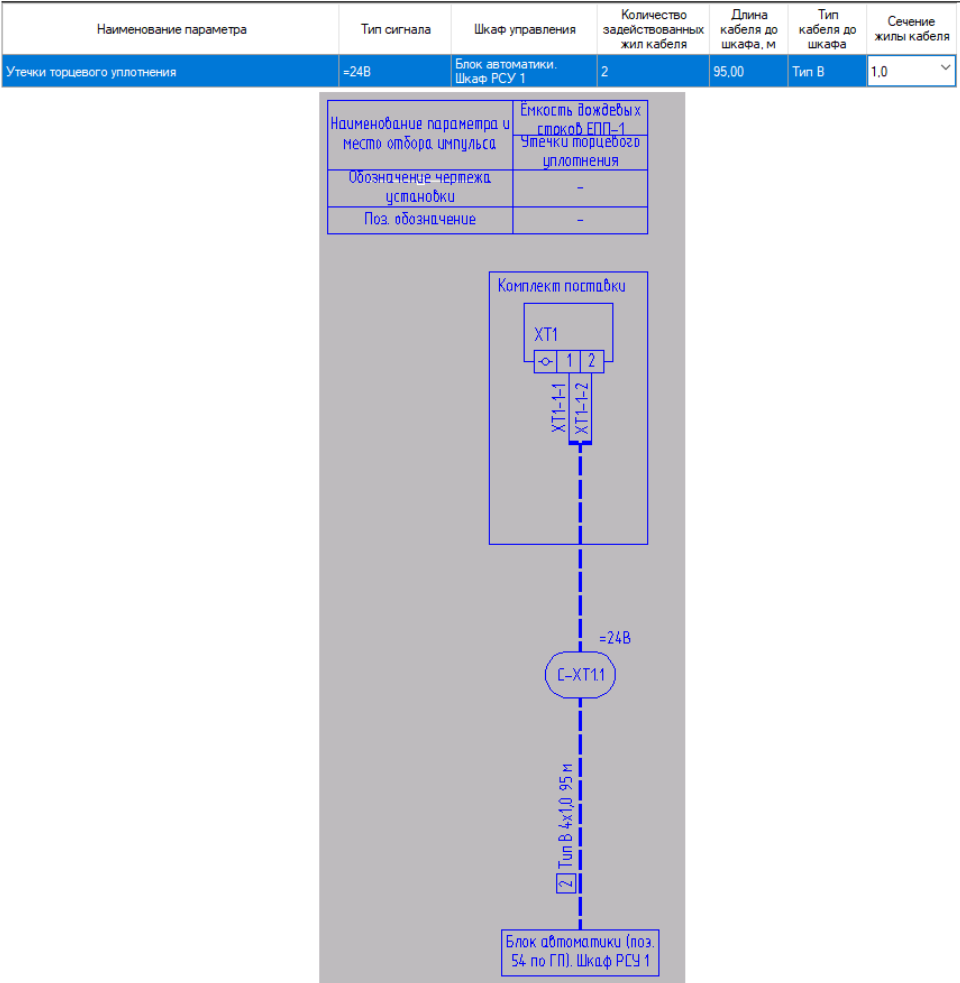 Наименование параметра
Тип сигнала
Шкаф управления
Количество
задействованных
жил кабеля
Длина
кабеля до
шкафа, м
Тип
кабеля до
шкафа
Сечение
жилы кабеля
Утечки торцевого уплотнения
=24В
Блок автоматики.
Шкаф РСУ 1
2
95,00
Тип В
1,0
Наименование параметра и
место отбора импульса
Ёмкость дождевых
стоков ЕПП-1
Утечки торцевого
уплотнения
Обозначение чертежа
установки
-
Поз. обозначение
-
Комплект поставки
XT1
1 2
XT1-1-1
XT1-1-2
=24В
С-XT1.1
2 Тип В 4x1,0 95 м
Блок автоматики (поз.
54 по ГП). Шкаф РСУ 1